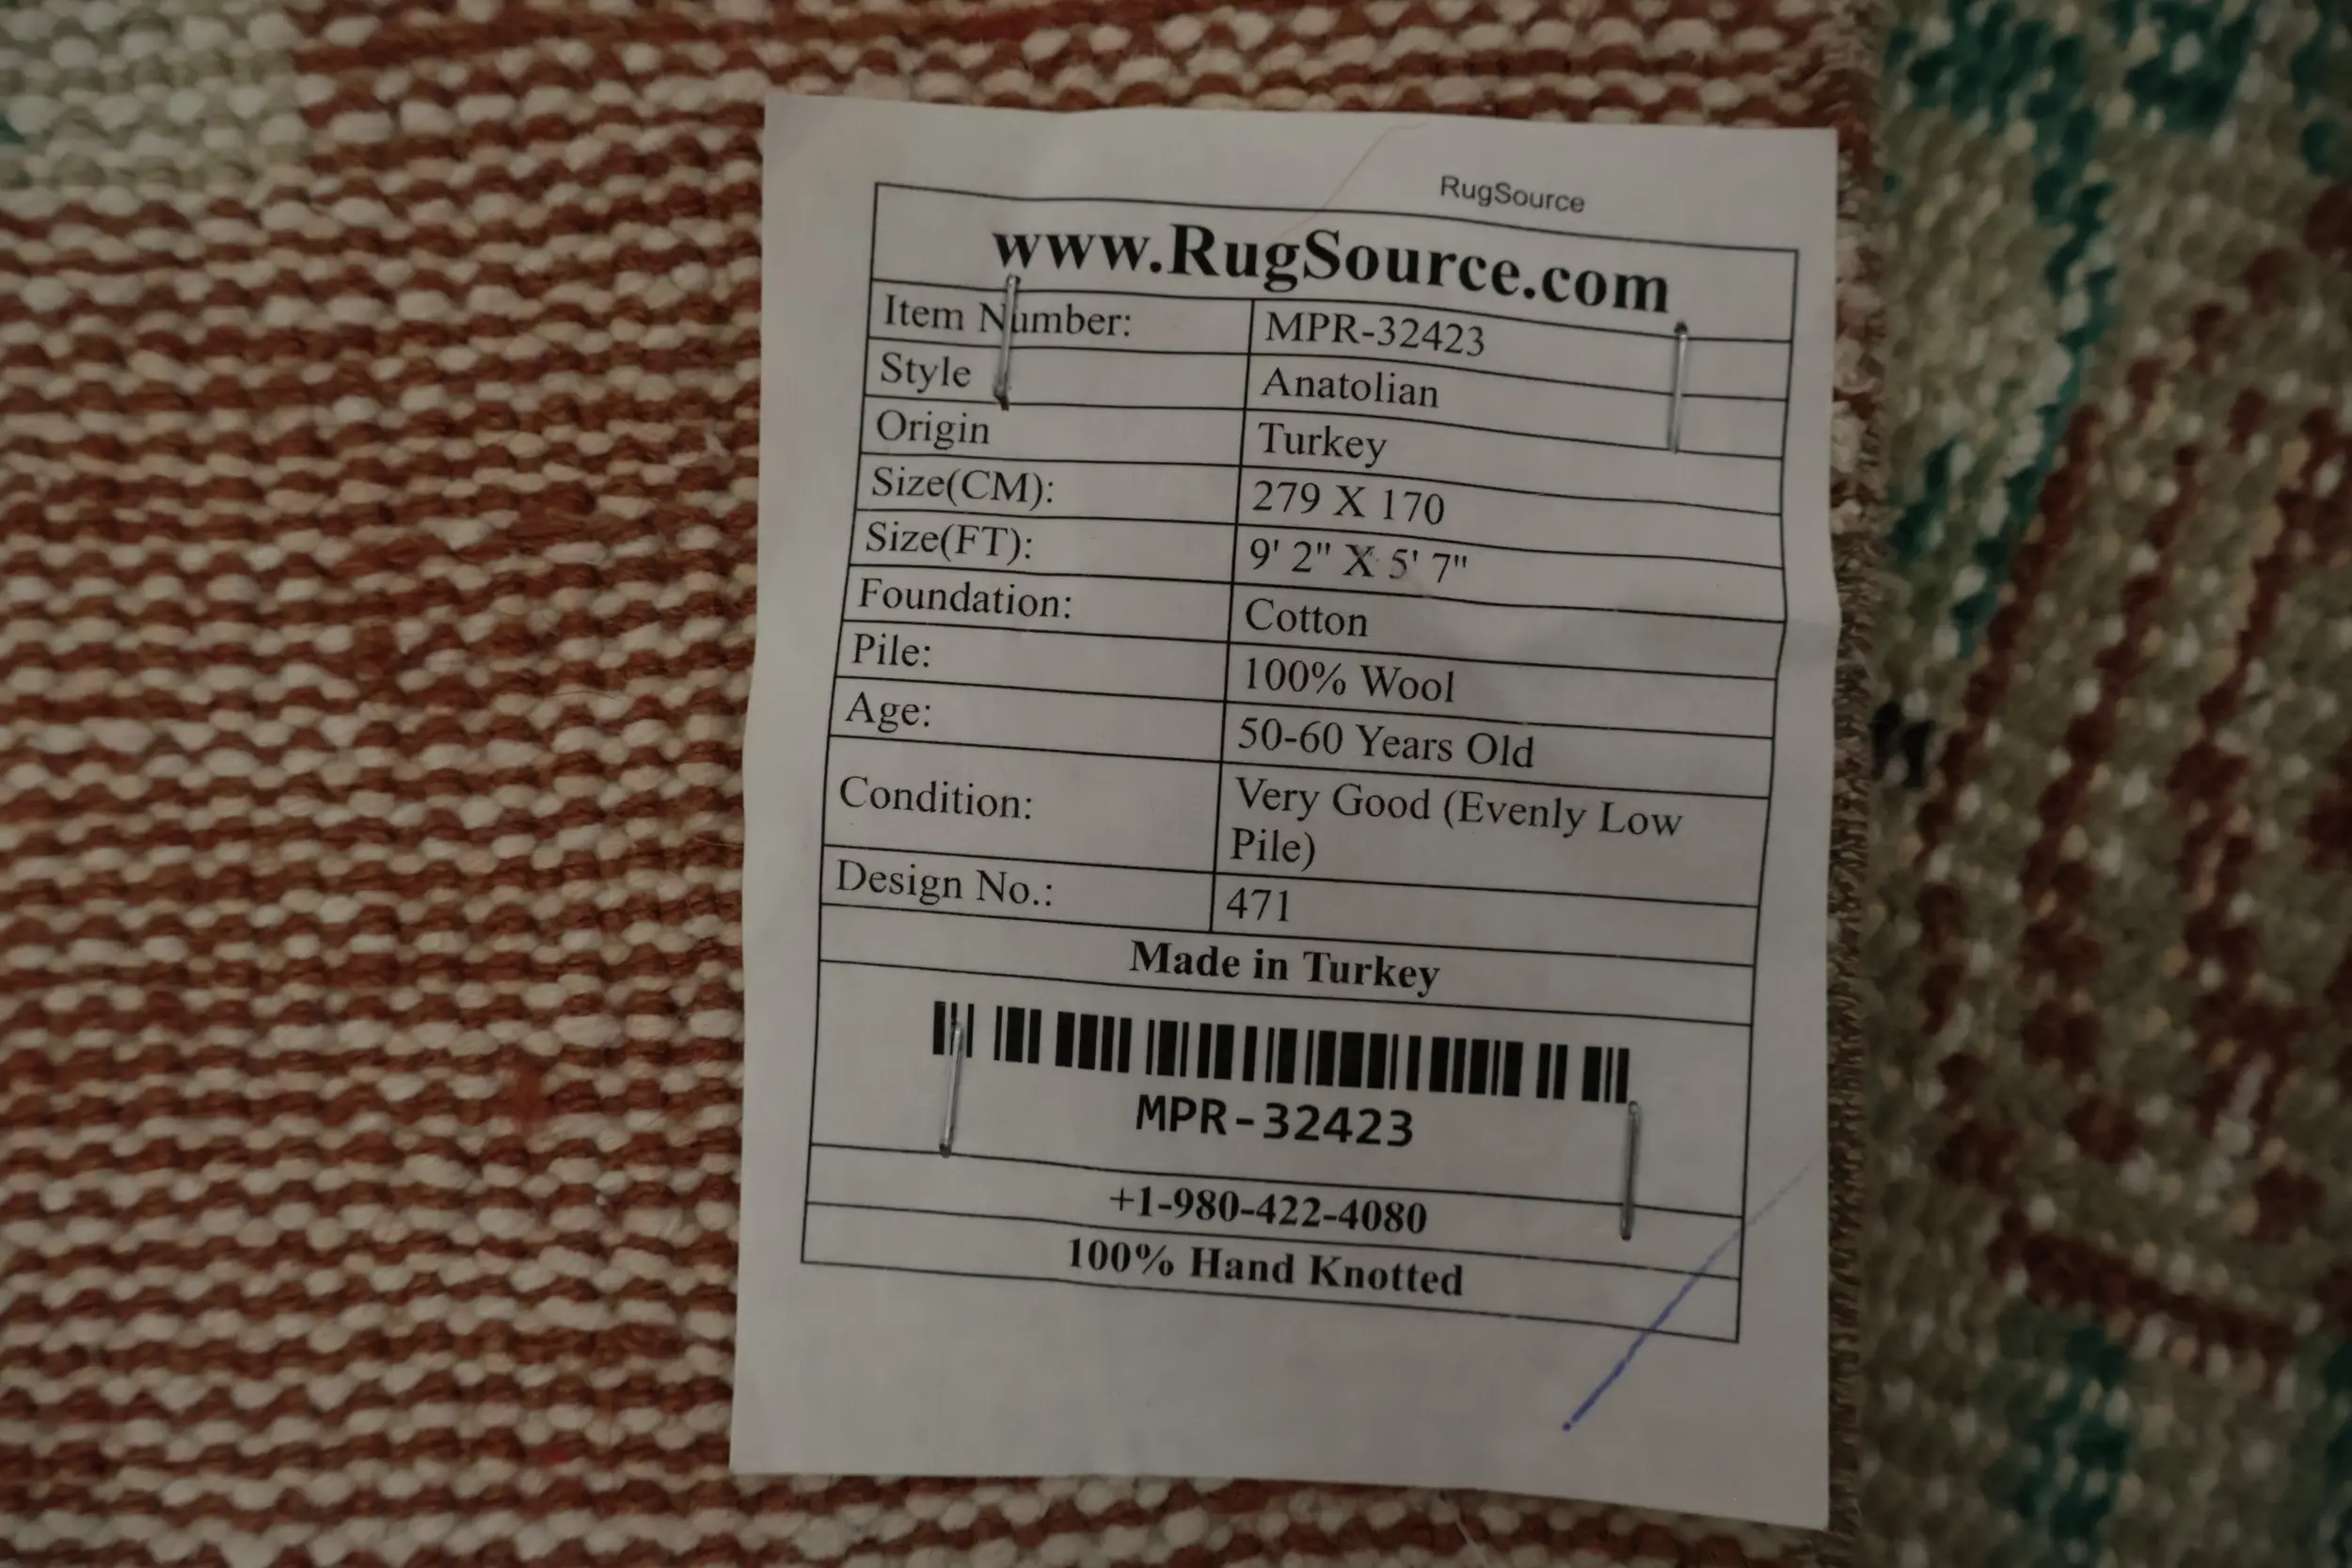 RugSource
www.RugSource.com
Item Number: MPR-32423
Style Anatolian
Origin Turkey
Size(CM): 279 X 170
Size(FT): 9' 2" X 5' 7"
Foundation: Cotton
Pile: 100% Wool
Age: 50-60 Years Old
Condition: Very Good (Evenly Low
Pile)
Design No.: 471
Made in Turkey
MPR-32423
+1-980-422-4080
100% Hand Knotted